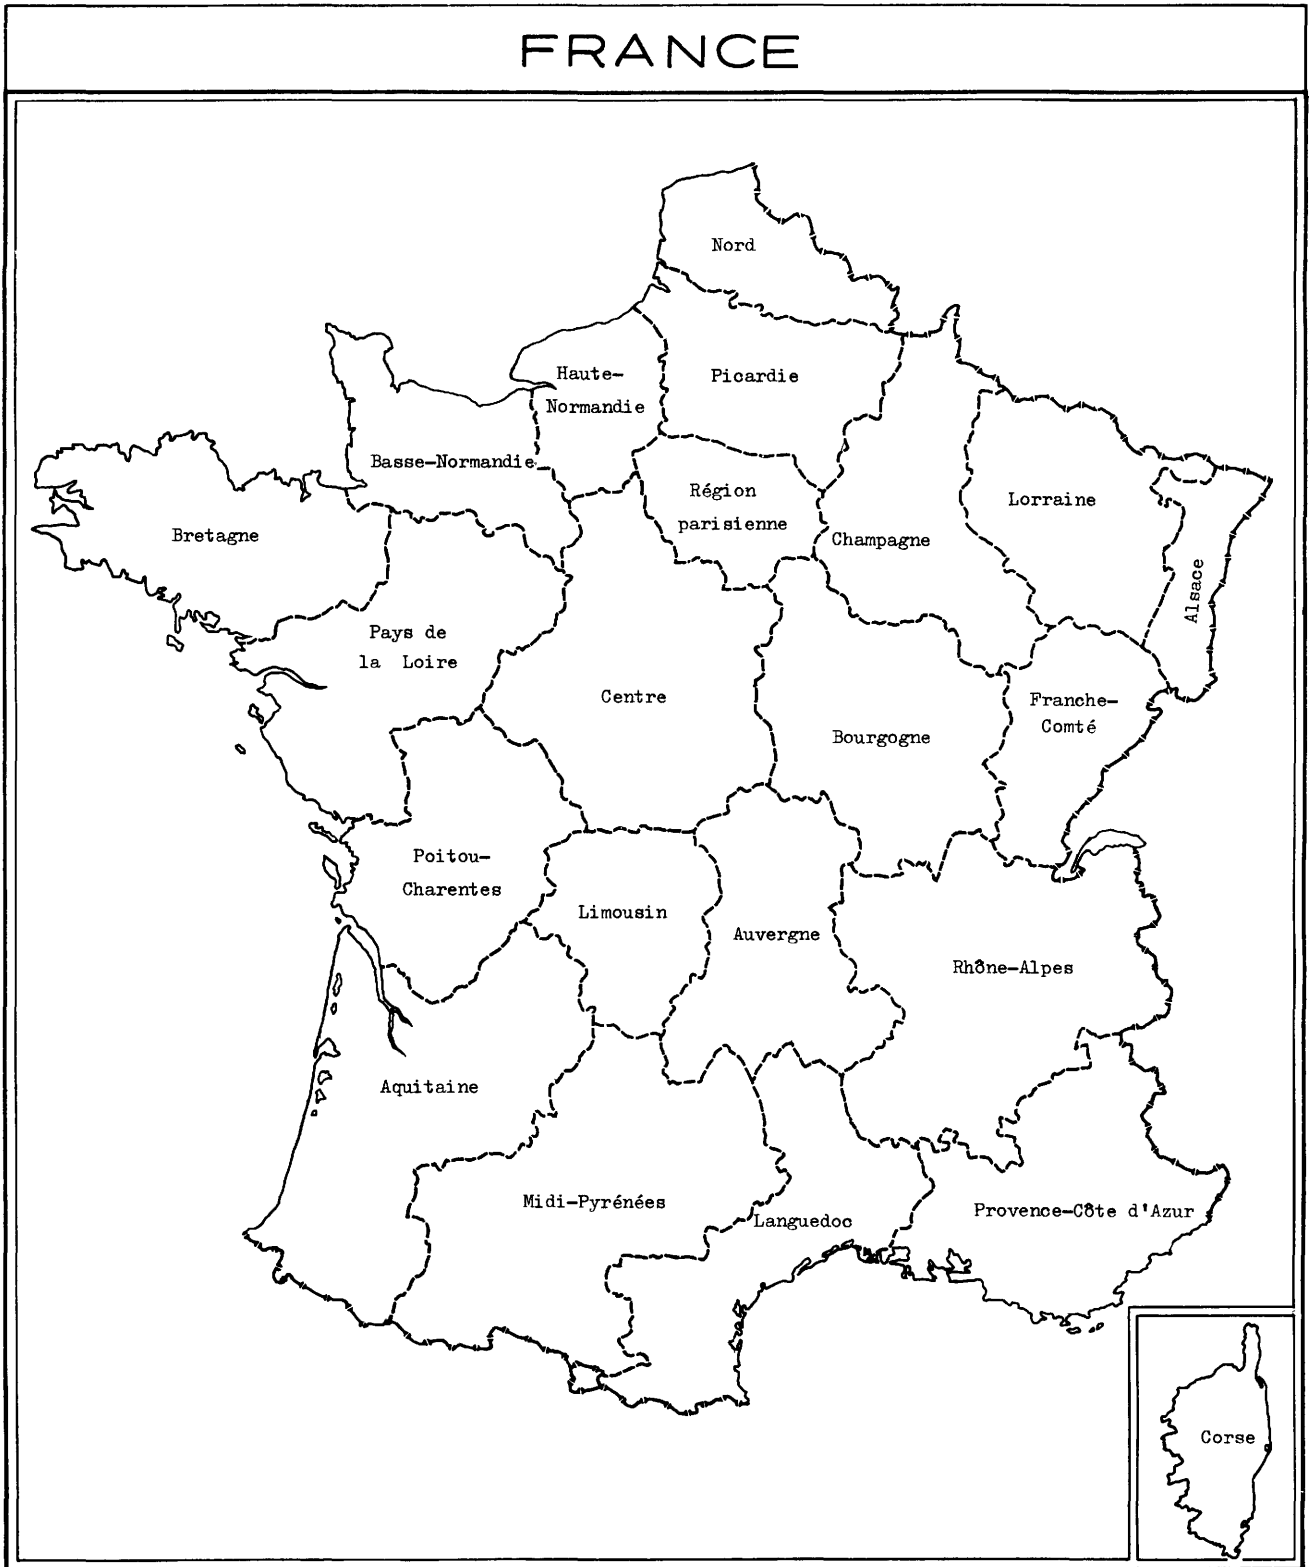 FRANCE
Nord
Haute-
Normandie
Picardie
Basse-Normandie
Région
parisienne
Lorraine
Bretagne
Champagne
Alsace
Pays de
la Loire
Centre
Franche-
Comté
Bourgogne
Poitou-
Charentes
Limousin
Auvergne
Rhône-Alpes
Aquitaine
Midi-Pyrénées
Languedoc
Provence-Côte d'Azur
Corse